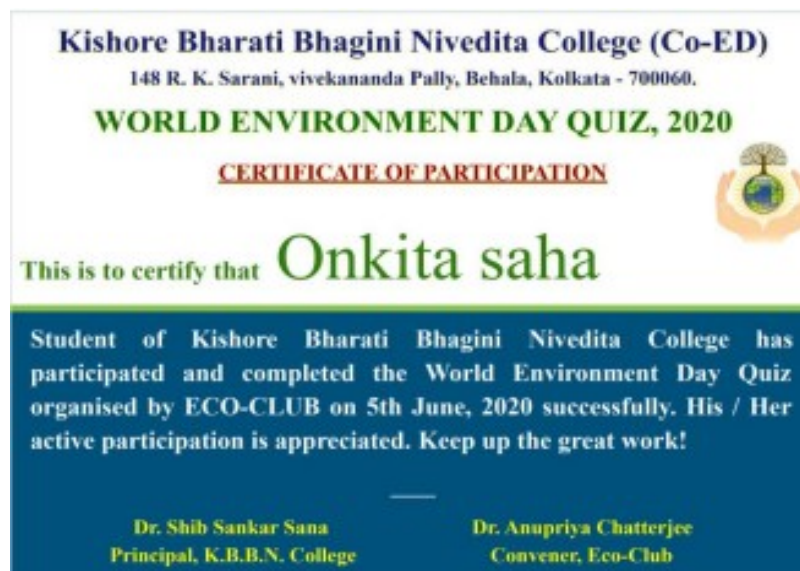 Kishore Bharati Bhagini Nivedita College (Co-ED)
148 R. K. Sarani, vivekananda Pally, Behala, Kolkata - 700060.
WORLD ENVIRONMENT DAY QUIZ, 2020
CERTIFICATE OF PARTICIPATION
This is to certify that Onkita saha
Student of Kishore Bharati Bhagini Nivedita College has
participated and completed the World Environment Day Quiz
organised by ECO-CLUB on 5th June, 2020 successfully. His / Her
active participation is appreciated. Keep up the great work!
Dr. Shib Sankar Sana
Principal, K.B.B.N. College
Dr. Anupriya Chatterjee
Convener, Eco-Club